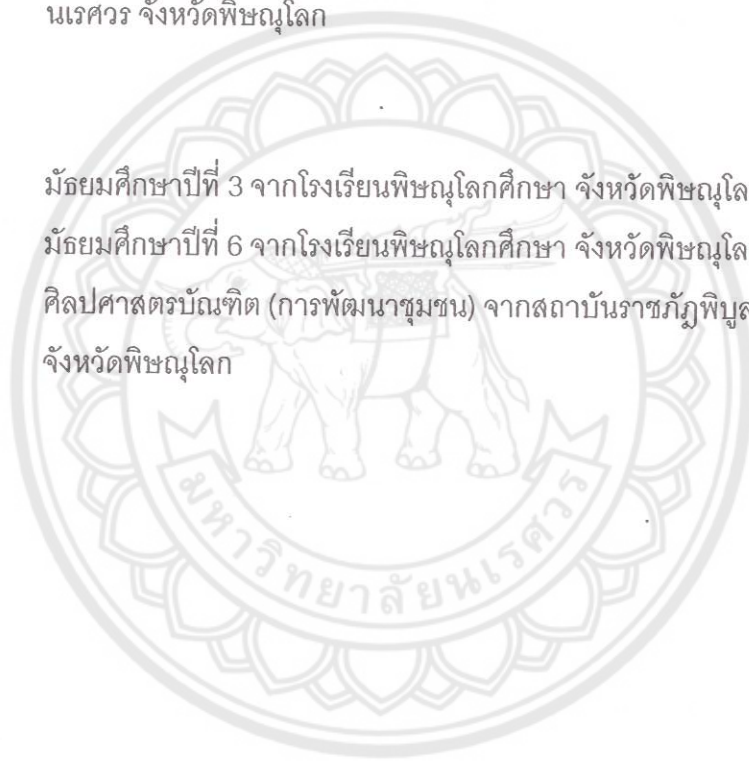 นเรศวร จังหวัดพิษณุโลก
มัธยมศึกษาปีที่ 3 จากโรงเรียนพิษณุโลกศึกษา จังหวัดพิษณุโล
มัธยมศึกษาปีที่ 6 จากโรงเรียนพิษณุโลกศึกษา จังหวัดพิษณุโล
ศิลปศาสตรบัณฑิต (การพัฒนาชุมชน) จากสถาบันราชภัฏพิบูล
จังหวัดพิษณุโลก
มหาวิทยาลัยนเรศวร